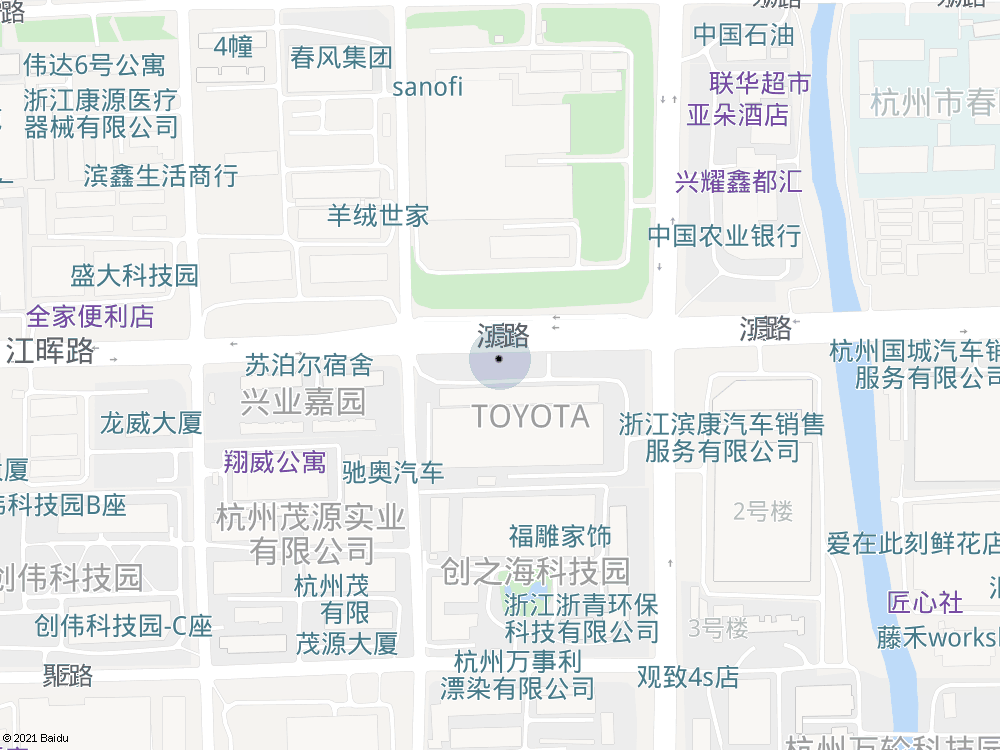 路
4幢
春风集团
伟达6号公寓
sanofi
中国石油
联华超市
亚朵酒店
杭州市春
浙江康源医疗
器械有限公司
滨鑫生活商行
兴耀鑫都汇
羊绒世家
中国农业银行
盛大科技园
全家便利店
江晖路
苏泊尔宿舍
杭州国城汽车销
服务有限公司
兴业嘉园
龙威大厦
TOYOTA
浙江滨康汽车销售
服务有限公司
翔威公寓
驰奥汽车
大厦
伟科技园B座
杭州茂源实业
有限公司
2号楼
福雕家饰
爱在此刻鲜花店
创伟科技园
创之海科技园
杭州茂
有限
匠心社
浙江浙青环保
科技有限公司
创伟科技园-C座
茂源大厦
3号楼
藤禾works
杭州万事利
漂染有限公司
路
观致4s店
杭州万轮科技园
© 2021 Baidu